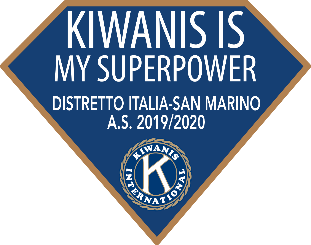 KIWANIS IS
MY SUPERPOWER
DISTRETTO ITALIA-SAN MARINO
A.S. 2019/2020
KIWANIS
K
INTERNATIONAL